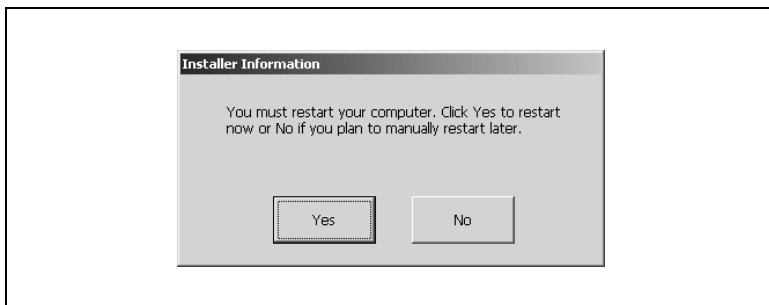 Installer Information
You must restart your computer. Click Yes to restart
now or No if you plan to manually restart later.
Yes
No